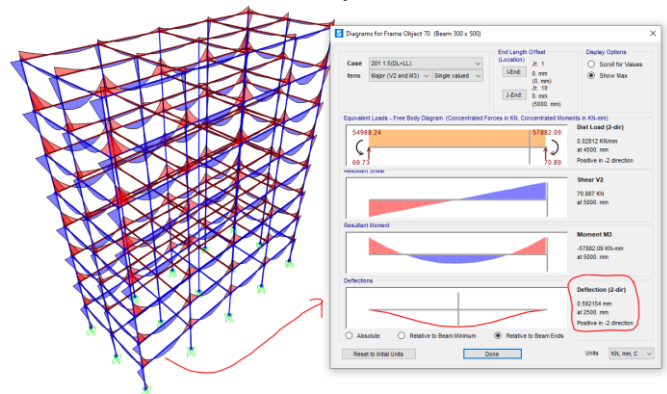 Diagrams for Frame Object 70 (Beam 300 x 500)
Case 201 1.5(DL+LL)
Items Major (V2 and M3) Single valued
End Length Offset
(Location)
I-End: Jt: 1
0. mm
(0. mm)
J-End: Jt: 10
0. mm
(5000. mm)
Display Options
Scroll for Values
Show Max
Equivalent Loads - Free Body Diagram (Concentrated Forces in KN, Concentrated Moments in KN-mm)
54988.24 57882.09
69.73 70.89
Dist Load (2-dir)
0.02812 KN/mm
at 4500. mm
Positive in -2 direction
Resultant Shear
Shear V2
70.887 KN
at 5000. mm
Resultant Moment
Moment M3
-57882.09 KN-mm
at 5000. mm
Deflections
Deflection (2-dir)
0.592154 mm
at 2500. mm
Positive in -2 direction
Absolute Relative to Beam Minimum Relative to Beam Ends
Reset to Initial Units Done Units KN, mm, C